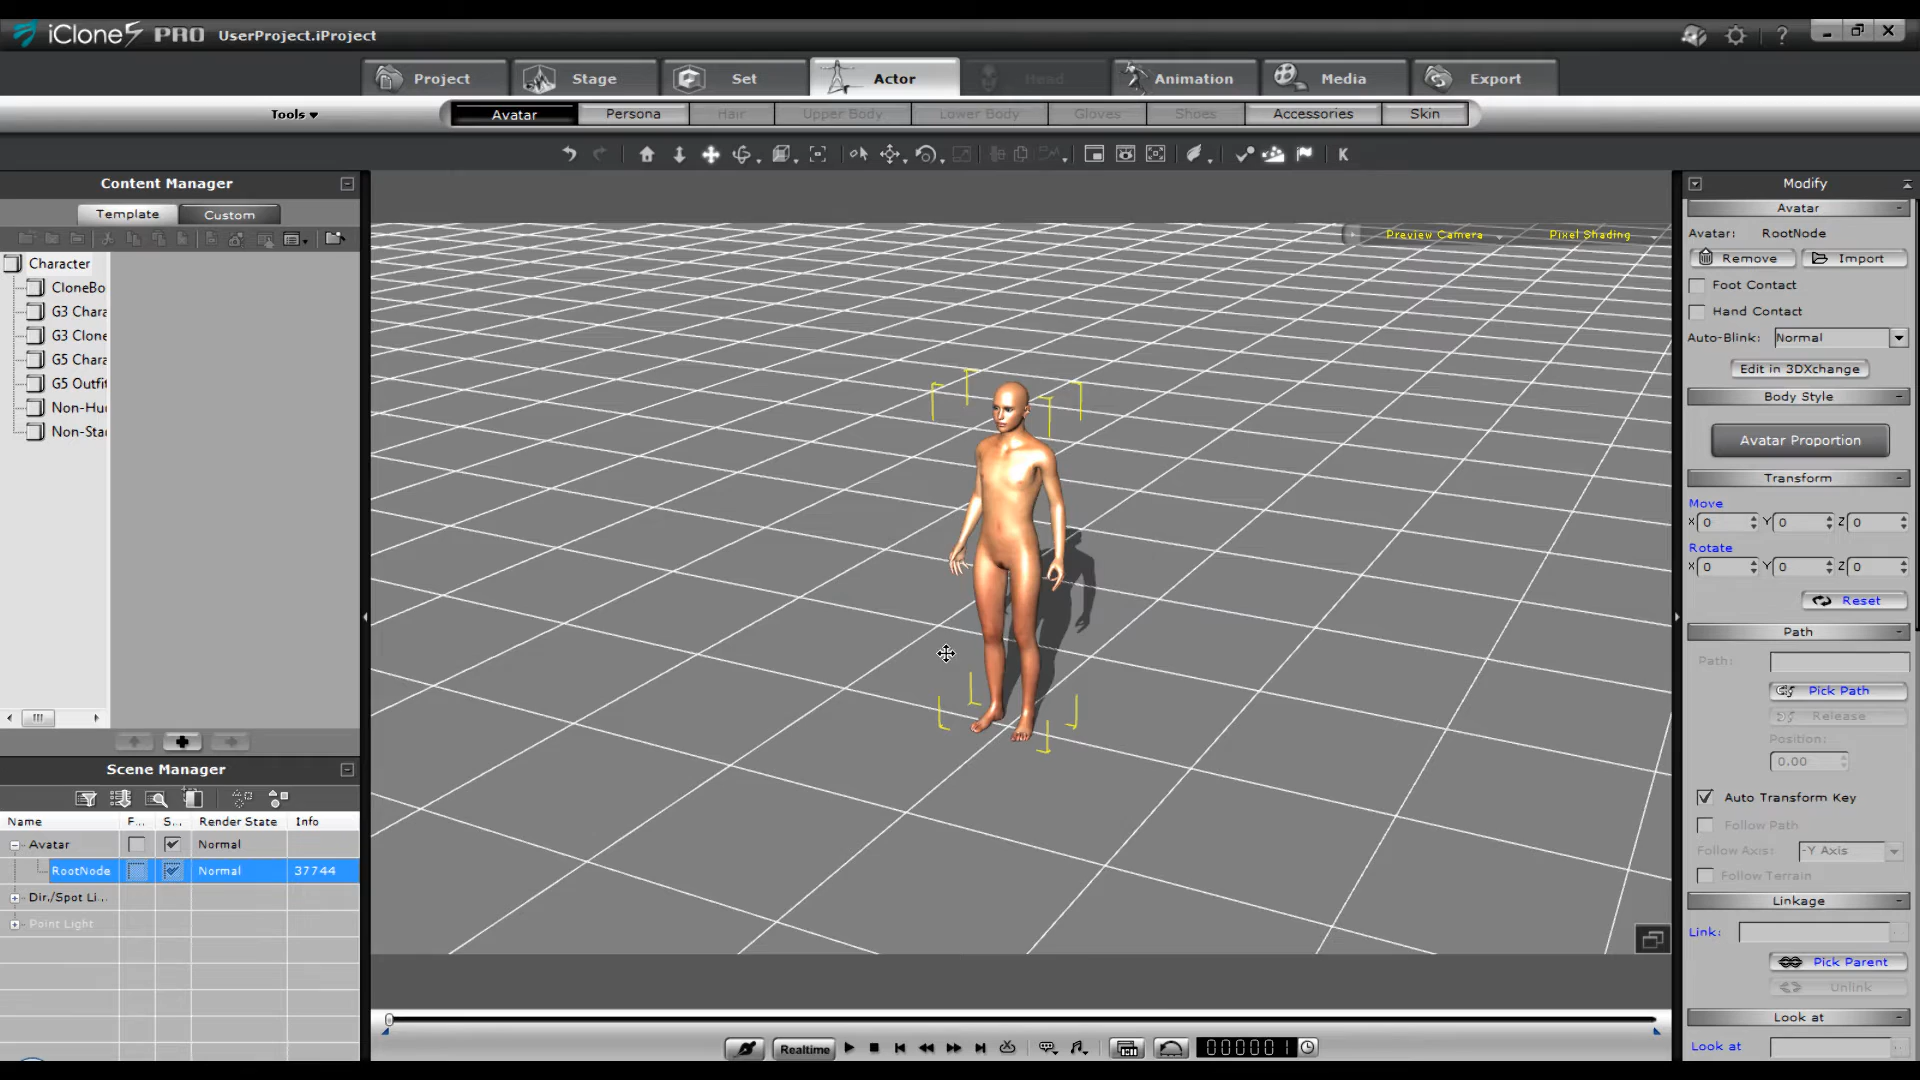 iClone5 PRO UserProject.iProject
Project Stage Set Actor Head Animation Media Export
Tools Avatar Persona Hair Upper Body Lower Body Gloves Shoes Accessories Skin
K
Content Manager
Template Custom
Character
CloneBo
G3 Chara
G3 Clone
G5 Chara
G5 Outfit
Non-Hu
Non-Sta
Scene Manager
Name F... S... Render State Info
Avatar Normal
RootNode Normal 37744
Dir./Spot Li...
Point Light
Preview Camera Pixel Shading
Realtime 000001
Modify
Avatar
Avatar: RootNode
Remove Import
Foot Contact
Hand Contact
Auto-Blink: Normal
Edit in 3DXchange
Body Style
Avatar Proportion
Transform
Move
X 0 Y 0 Z 0
Rotate
X 0 Y 0 Z 0
Reset
Path
Path:
Pick Path
Release
Position:
0.00
Auto Transform Key
Follow Path
Follow Axis: -Y Axis
Follow Terrain
Linkage
Link:
Pick Parent
Unlink
Look at
Look at